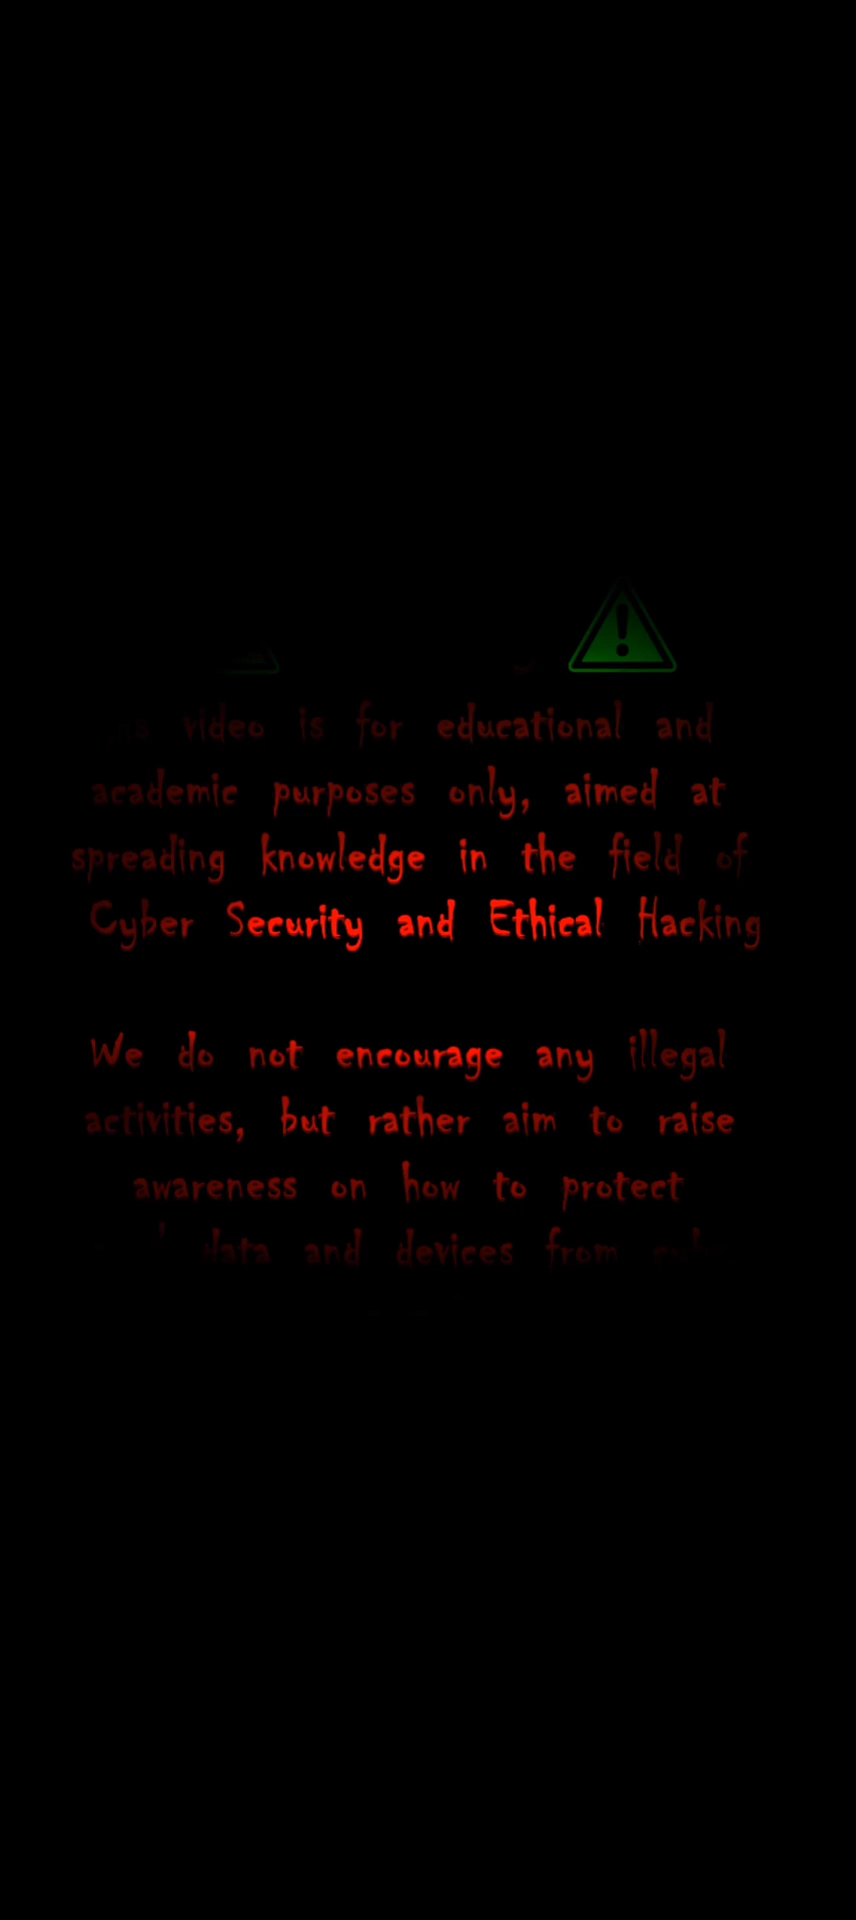 video is for educational and
academic purposes only, aimed at
spreading knowledge in the field of
Cyber Security and Ethical Hacking
We do not encourage any illegal
activities, but rather aim to raise
awareness on how to protect
data and devices from